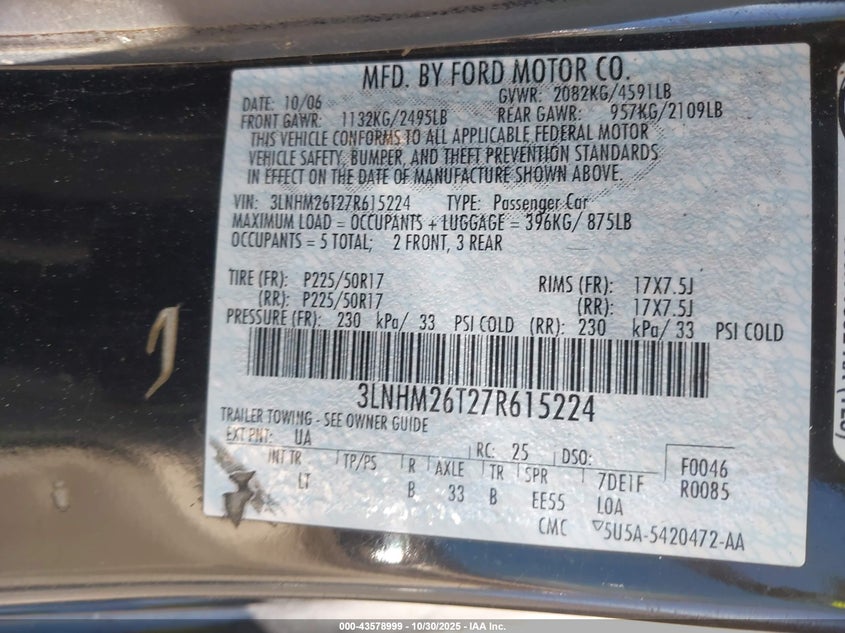 MFD. BY FORD MOTOR CO.
DATE: 10/06 GVWR: 2082KG/4591LB
FRONT GAWR: 1132KG/2495LB REAR GAWR: 957KG/2109LB
THIS VEHICLE CONFORMS TO ALL APPLICABLE FEDERAL MOTOR
VEHICLE SAFETY, BUMPER, AND THEFT PREVENTION STANDARDS
IN EFFECT ON THE DATE OF MANUFACTURE SHOWN ABOVE.
VIN: 3LNHM26T27R615224 TYPE: Passenger Car
MAXIMUM LOAD = OCCUPANTS + LUGGAGE = 396KG/ 875LB
OCCUPANTS = 5 TOTAL; 2 FRONT, 3 REAR
TIRE (FR): P225/50R17 RIMS (FR): 17X7.5J
(RR): P225/50R17 (RR): 17X7.5J
PRESSURE (FR): 230 kPa/ 33 PSI COLD (RR): 230 kPa/ 33 PSI COLD
3LNHM26T27R615224
TRAILER TOWING - SEE OWNER GUIDE
EXT PNT: UA RC: 25 DSO:
INT TR TP/PS R AXLE TR SPR 7DE1F F0046
LT B 33 B EE55 LOA R0085
CMC 5U5A-5420472-AA
000-43578999 - 10/30/2025 - IAA Inc.